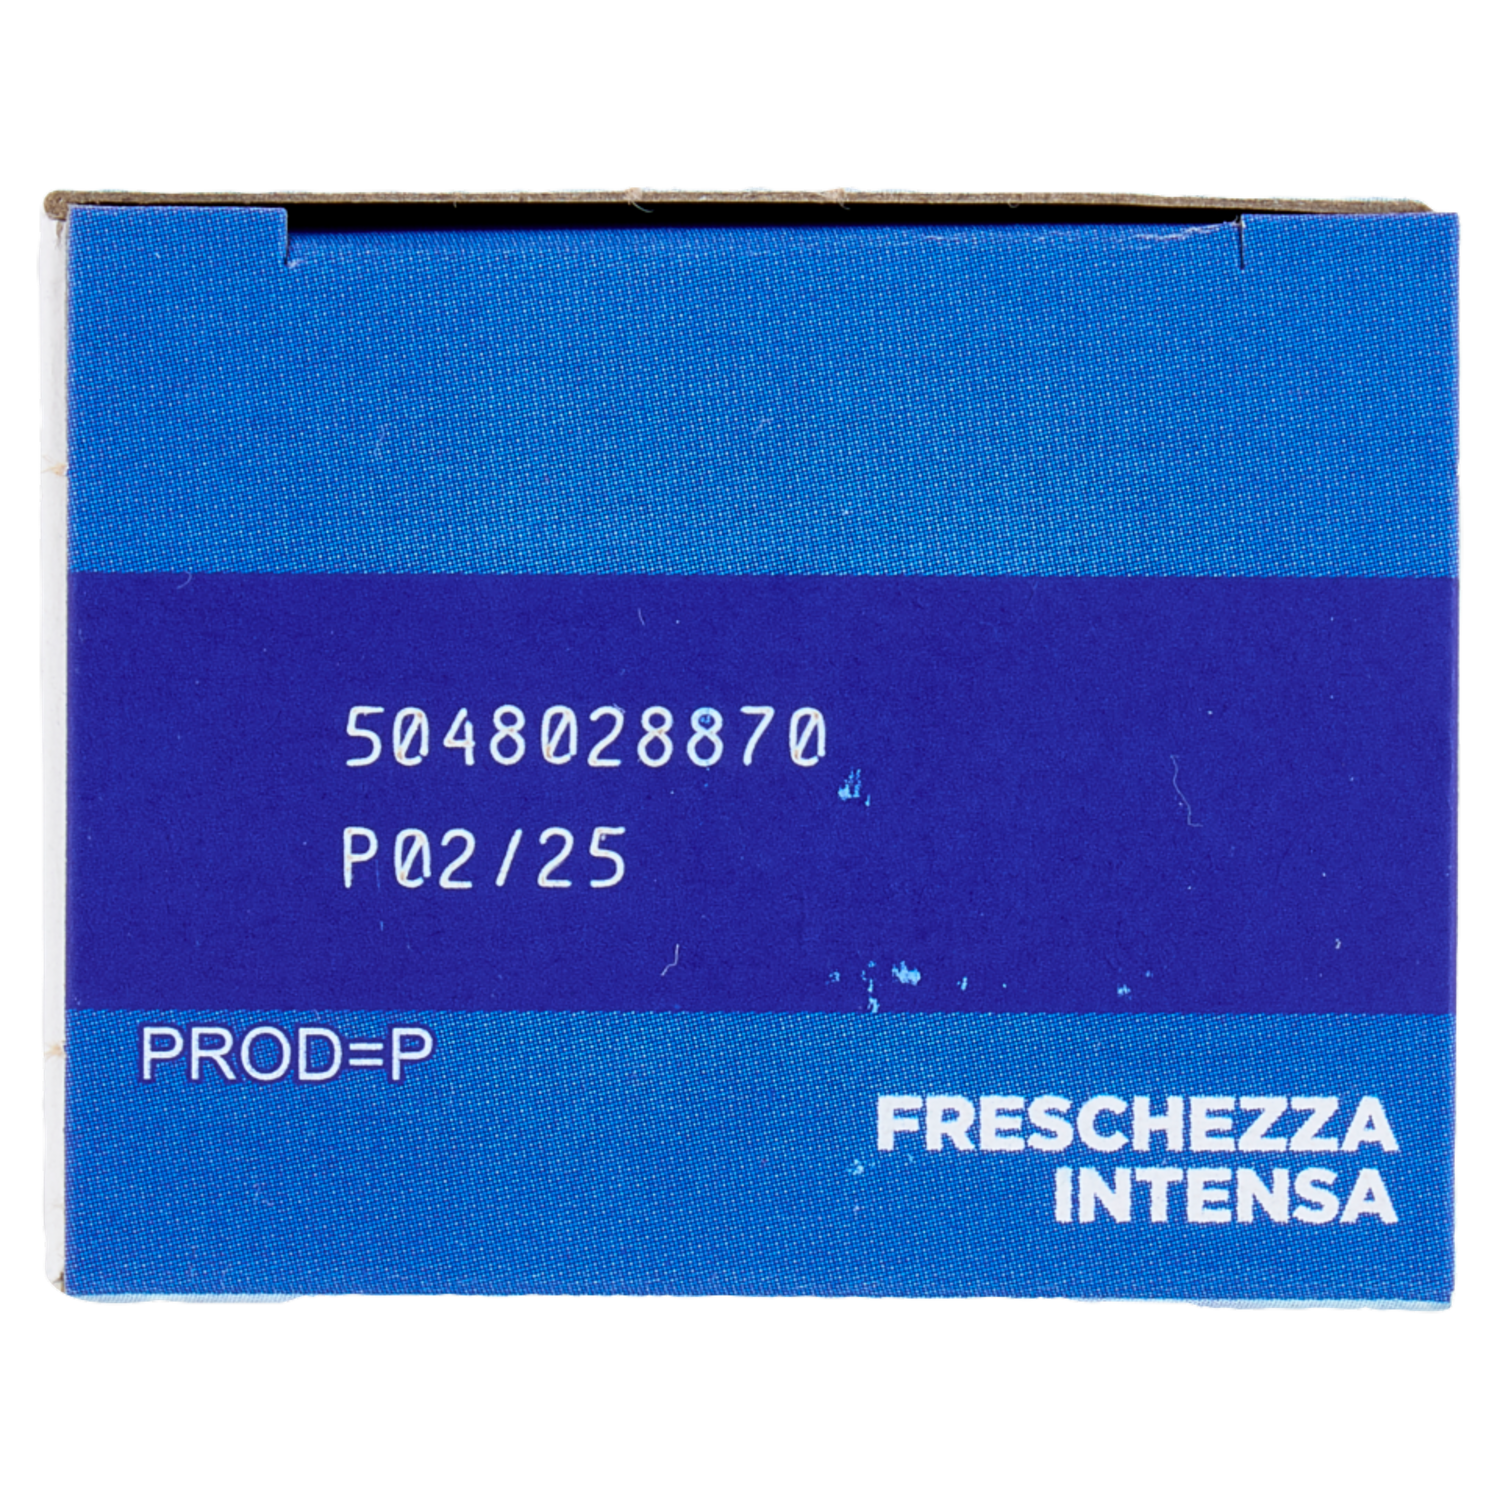 5048028870
P02/25
PROD=P
FRESCHEZZA
INTENSA